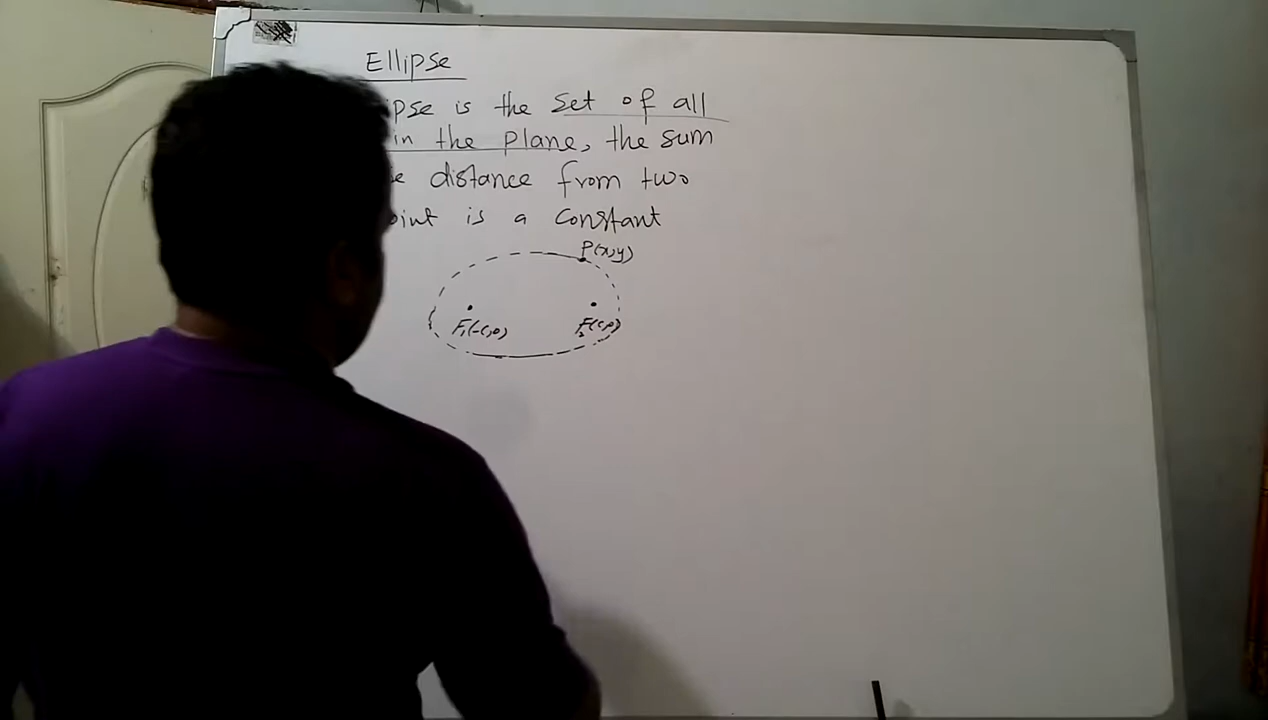 Ellipse
ipse is the set of all
in the plane, the sum
e distance from two
oint is a constant
P(x,y)
F1(-c,0) F2(c,0)